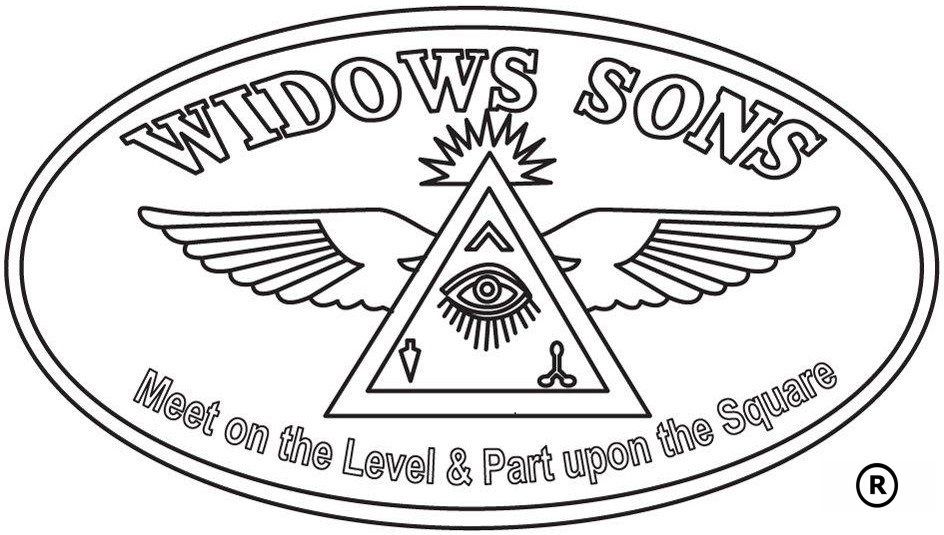 WIDOWS SONS
Meet on the Level & Part upon the Square
®